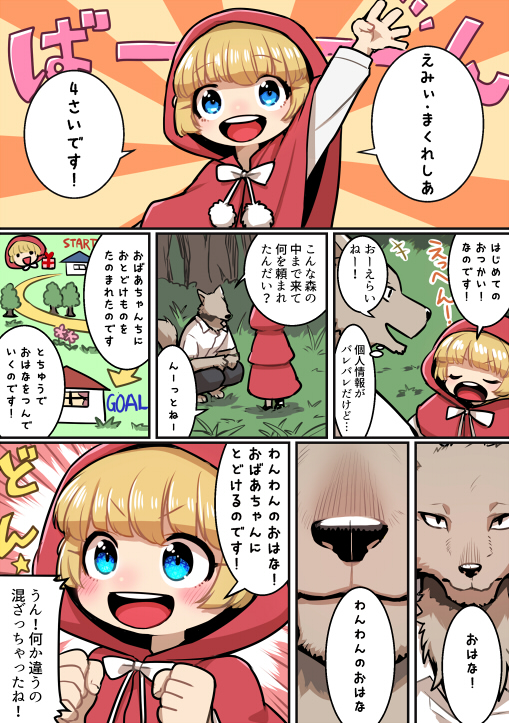 ばーーーん
えみぃ・まくれしあ
4さいです！
はじめての
おっかい！
なのです！
えっへん！
おーえらい
ね！！
個人情報が
バレバレだけど…
こんな森の
中まで来て
何を頼まれ
たんだい？
んーっとねー
START
おばあちゃんちに
おとどけものを
たのまれたのです
とちゅうで
おはなをつんで
いくのです！
GOAL
おはな！
わんわんのおはな
わんわんのおはな！
おばあちゃんに
とどけるのです！
どん
うん！何か違うの
混ざっちゃったね！